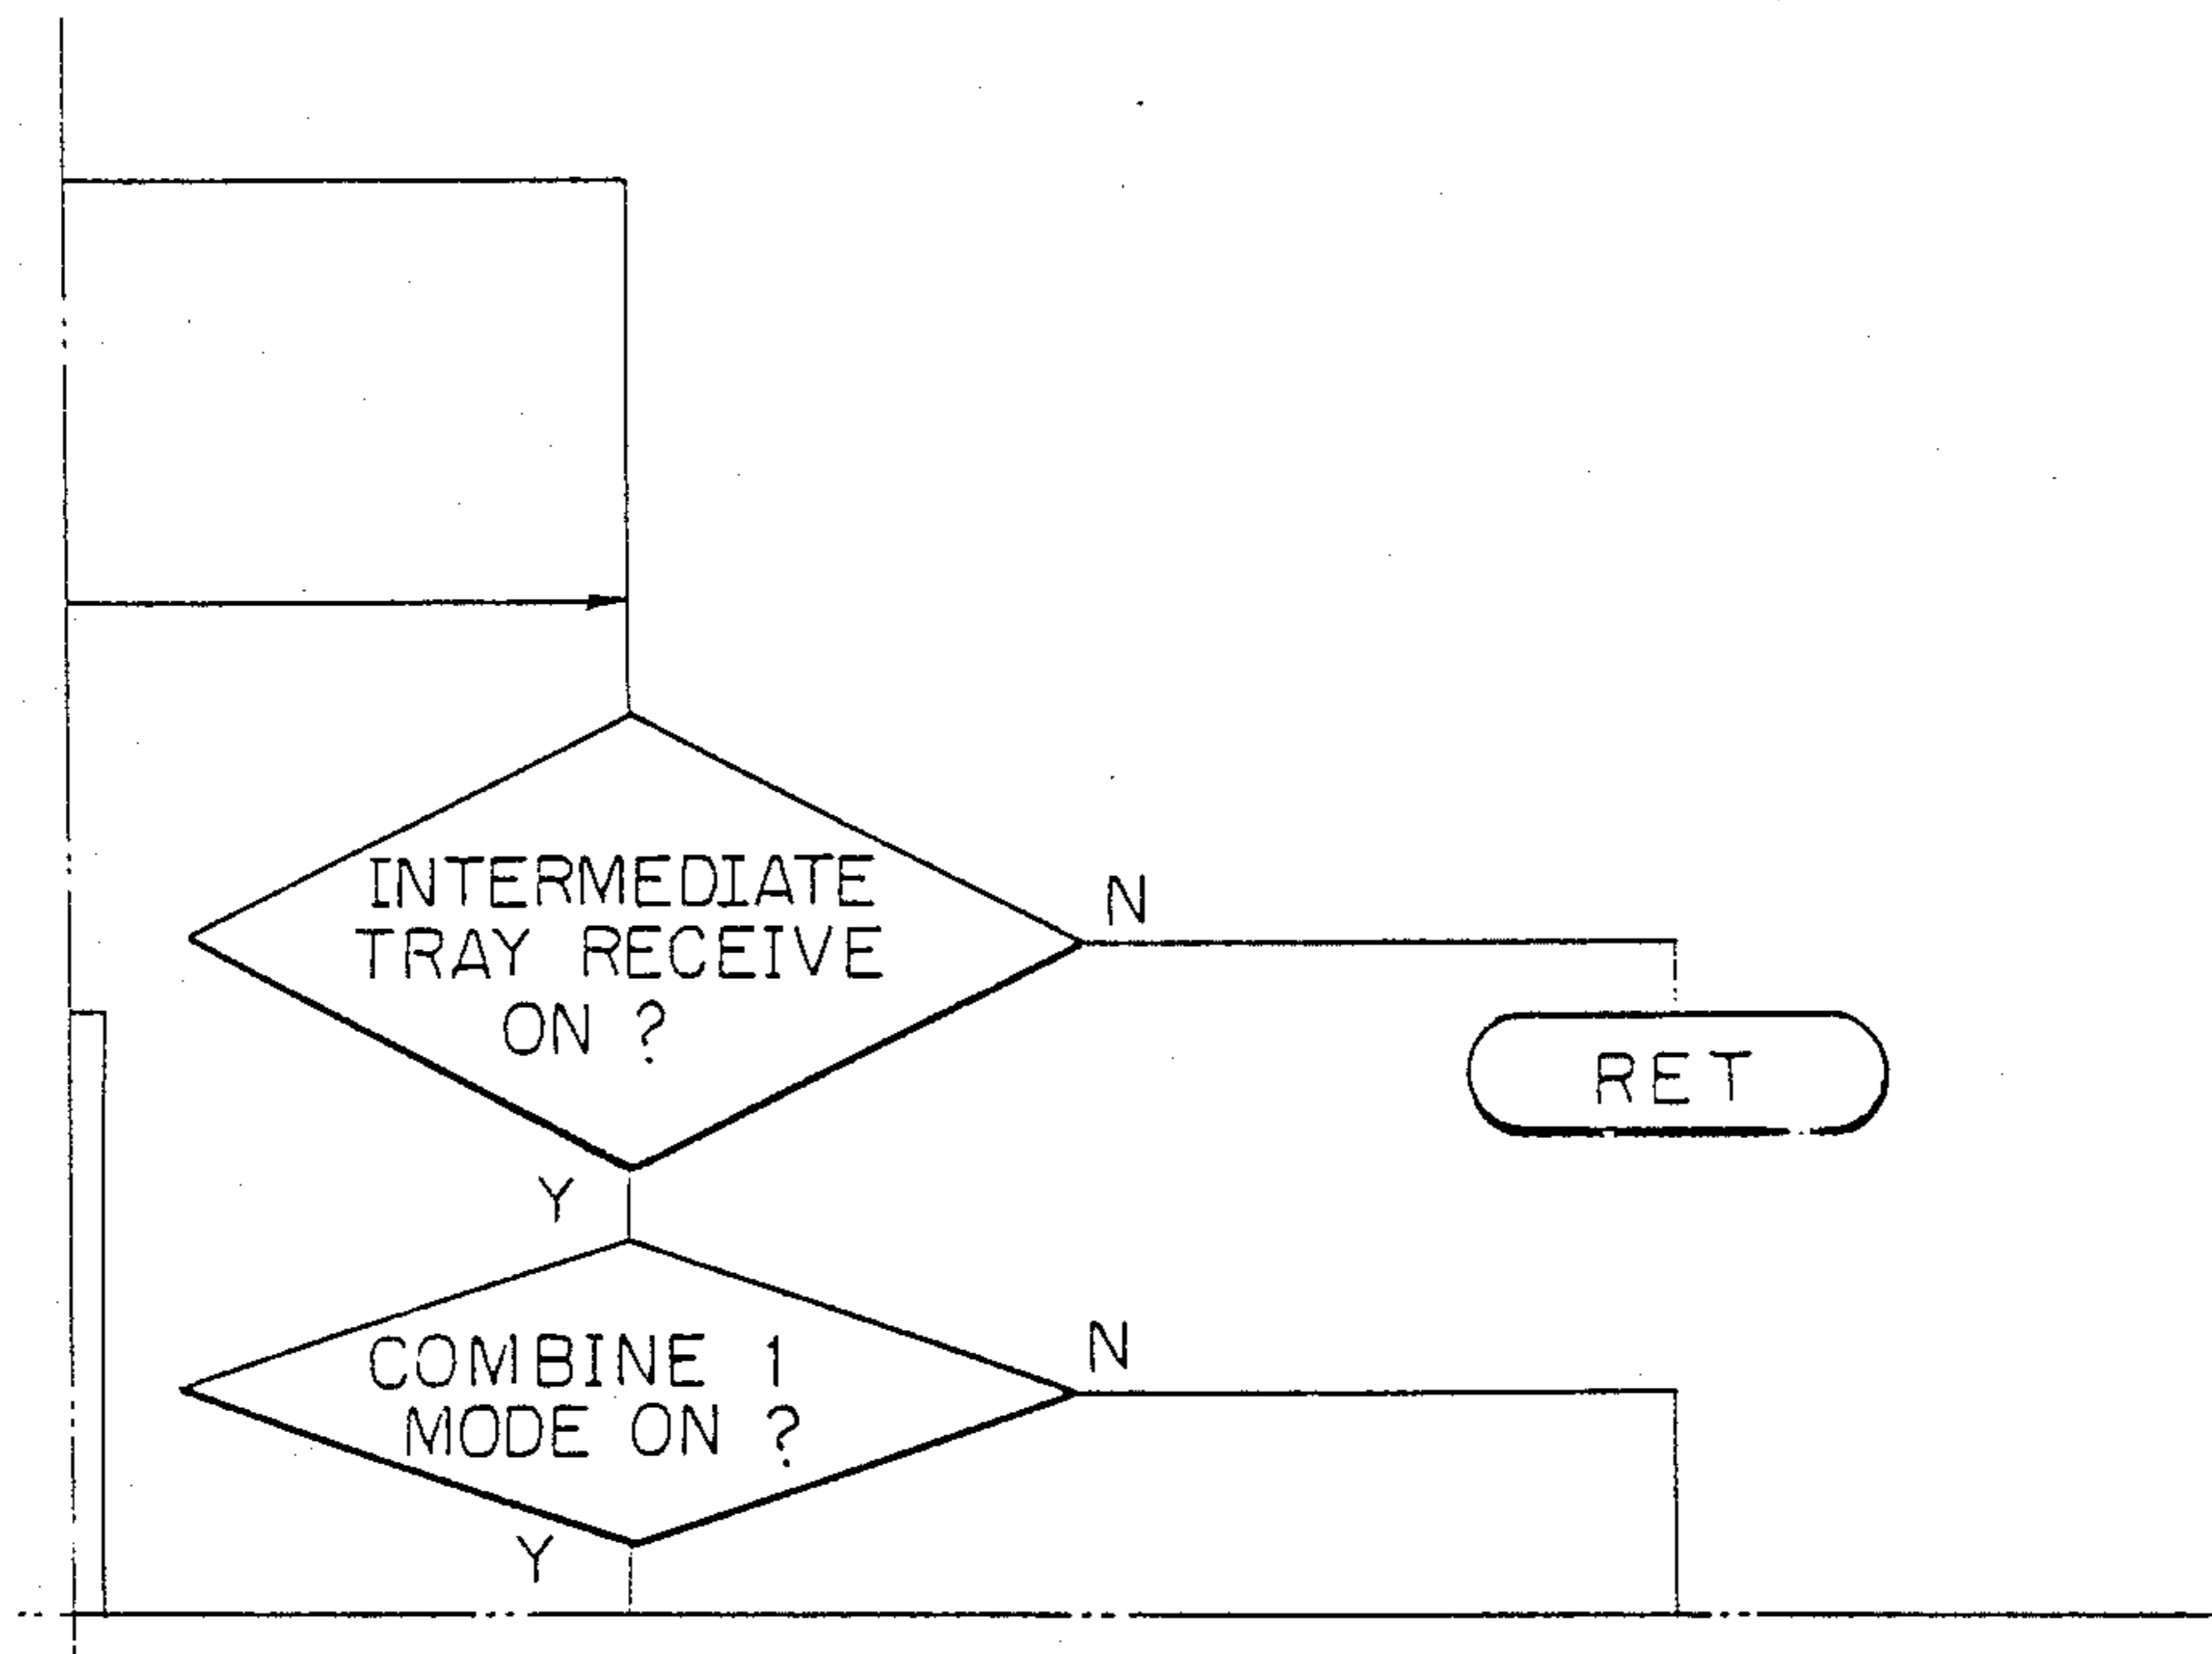 INTERMEDIATE
TRAY RECEIVE
ON ?
N
RET
Y
COMBINE 1
MODE ON ?
N
Y